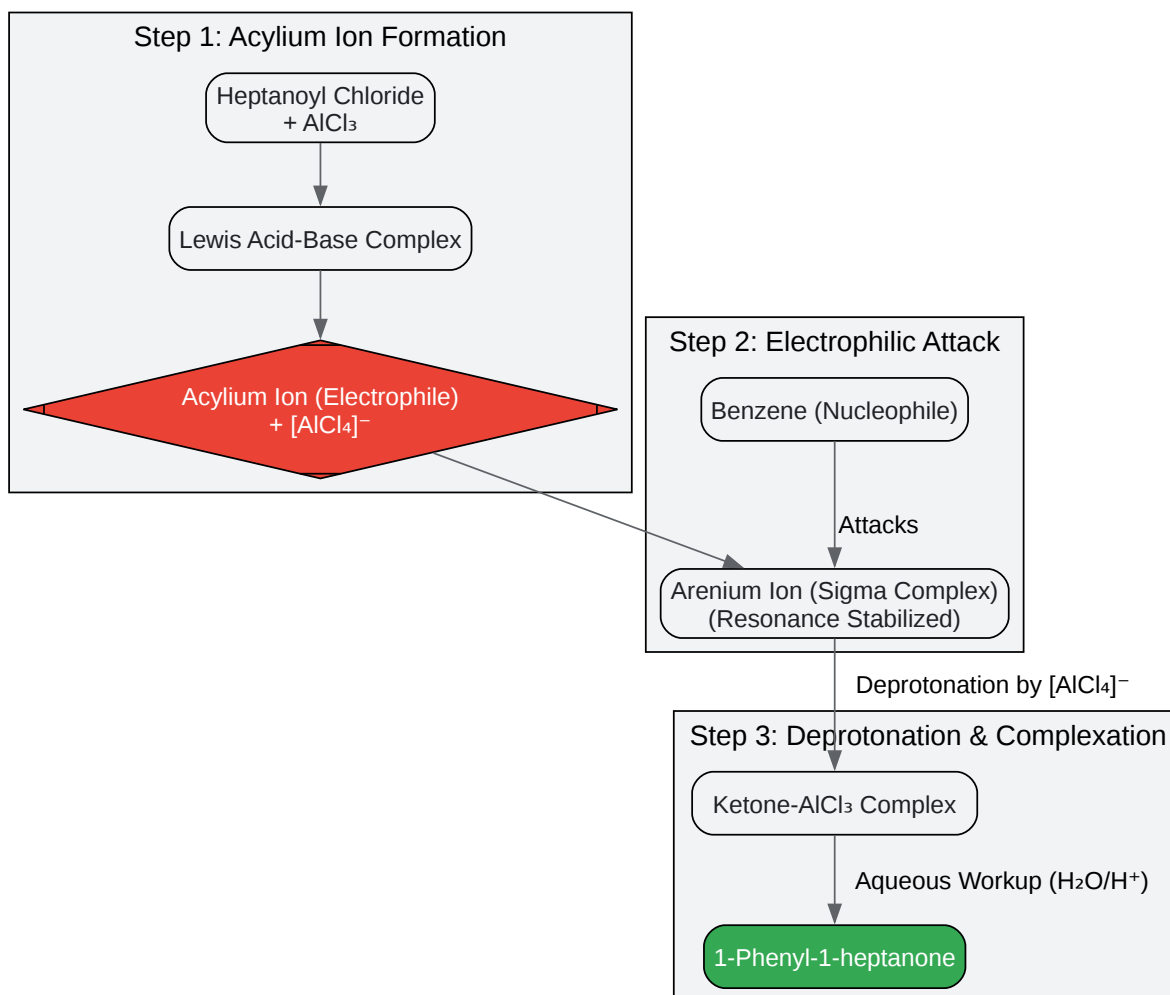 Step 1: Acylium Ion Formation
Heptanoyl Chloride
+ AlCl₃
Lewis Acid-Base Complex
Acylium Ion (Electrophile)
+ [AlCl₄]⁻
Step 2: Electrophilic Attack
Benzene (Nucleophile)
Attacks
Arenium Ion (Sigma Complex)
(Resonance Stabilized)
Deprotonation by [AlCl₄]⁻
Step 3: Deprotonation & Complexation
Ketone-AlCl₃ Complex
Aqueous Workup (H₂O/H⁺)
1-Phenyl-1-heptanone